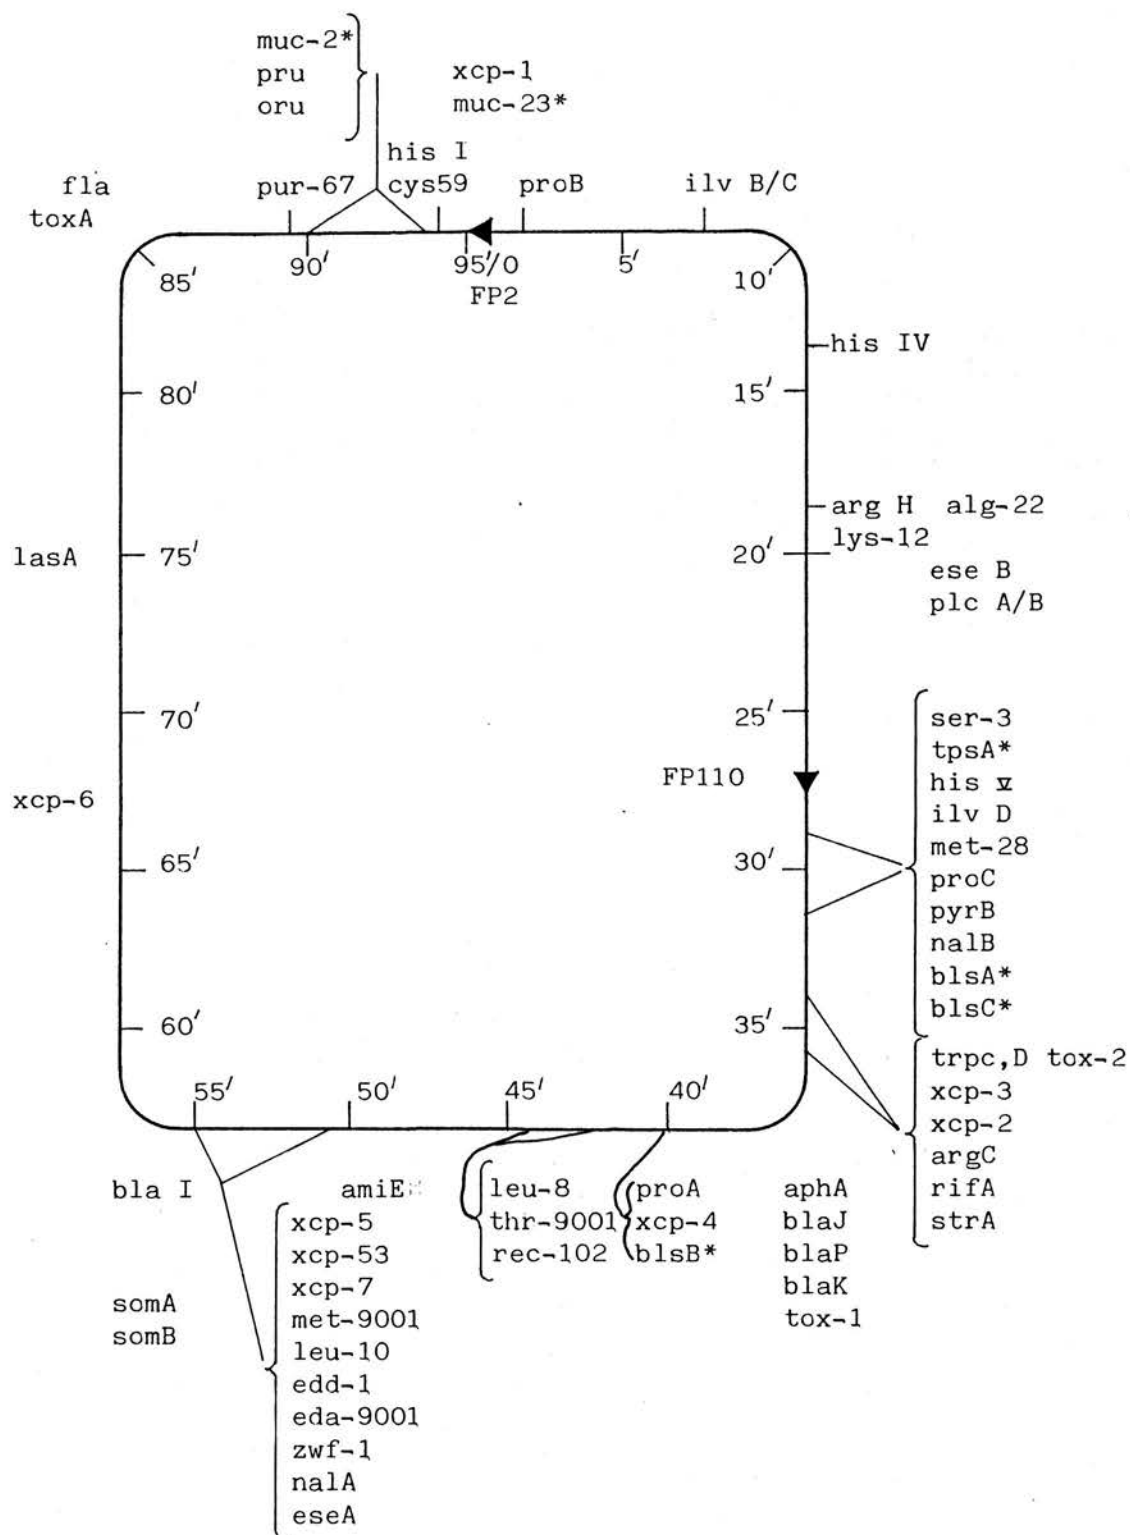 muc-2*
pru xcp-1
oru muc-23*
his I
fla pur-67 cys59 proB ilv B/C
toxA
85' 90' 95'/0 5' 10'
FP2
his IV
80' 15'
arg H alg-22
lys-12
lasA 75' 20'
ese B
plc A/B
70' 25'
ser-3
tpsA*
FP110 his V
xcp-6
ilv D
met-28
65' 30'
proC
pyrB
nalB
blsA*
blsC*
60' 35'
trpc,D tox-2
xcp-3
55' 50' 45' 40'
xcp-2
argC
bla I amiE leu-8 proA aphA rifA
xcp-5 thr-9001 xcp-4 blaJ strA
xcp-53 rec-102 blsB* blaP
xcp-7 blaK
somA met-9001 tox-1
somB leu-10
edd-1
eda-9001
zwf-1
nalA
eseA